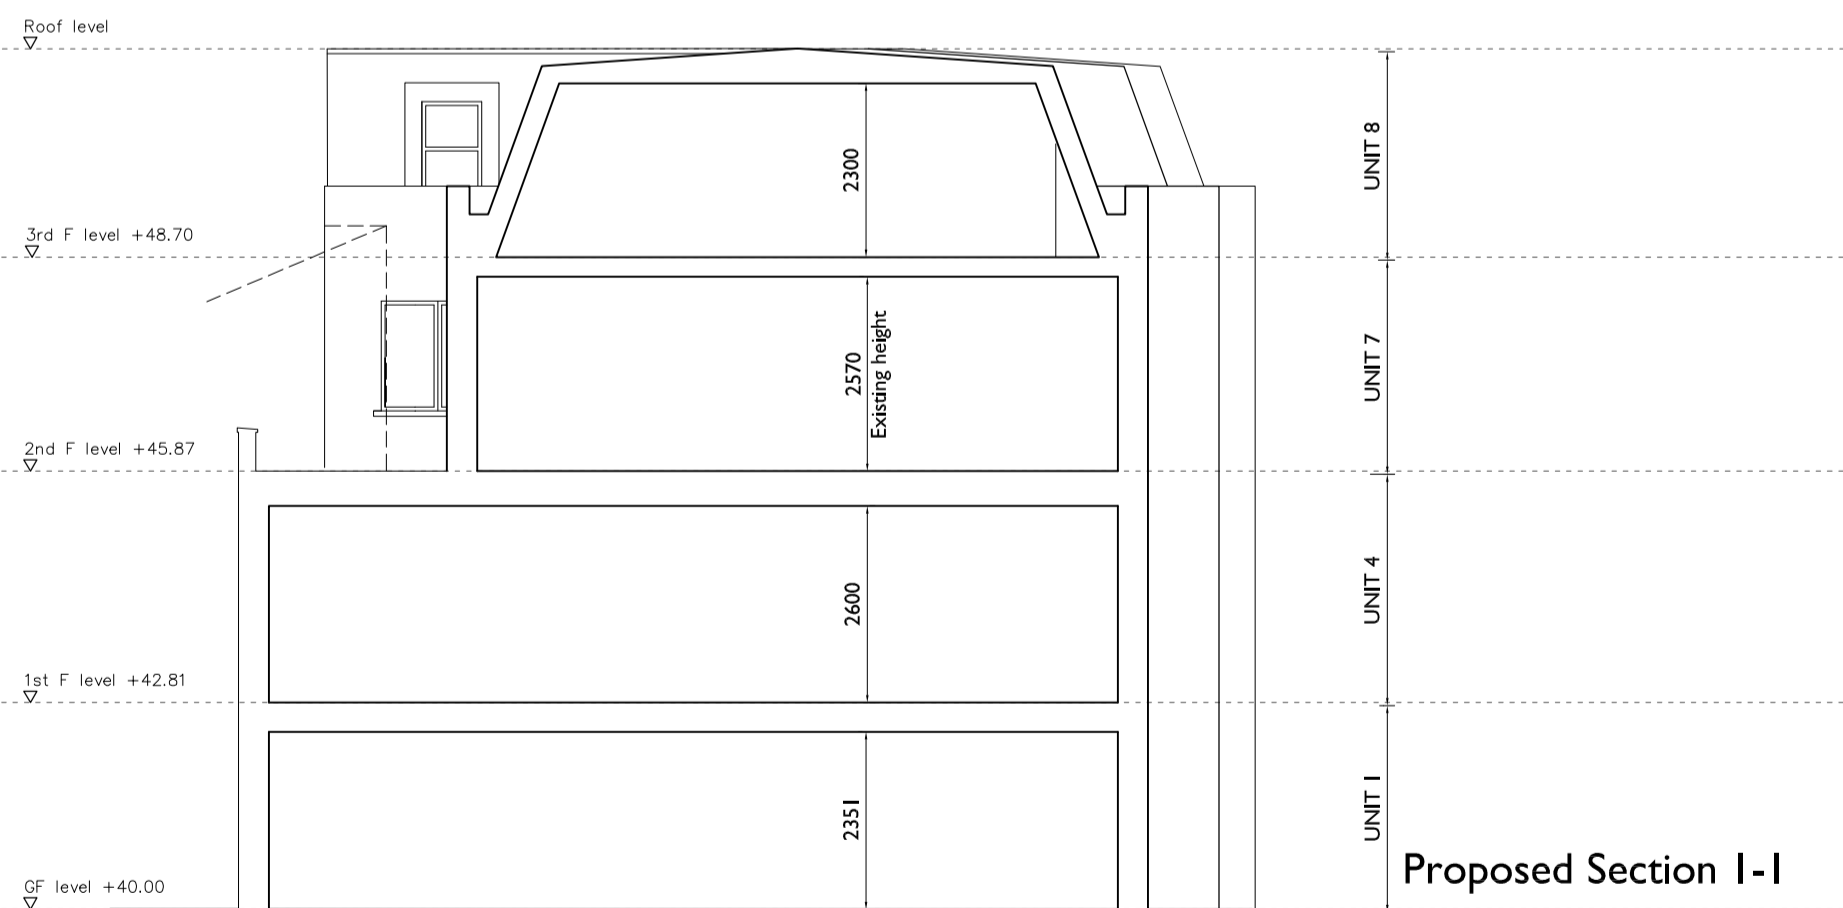 Roof level
UNIT 8
2300
3rd F level +48.70
UNIT 7
2570
Existing height
2nd F level +45.87
UNIT 4
2600
1st F level +42.81
UNIT 1
2351
Proposed Section 1-1
GF level +40.00